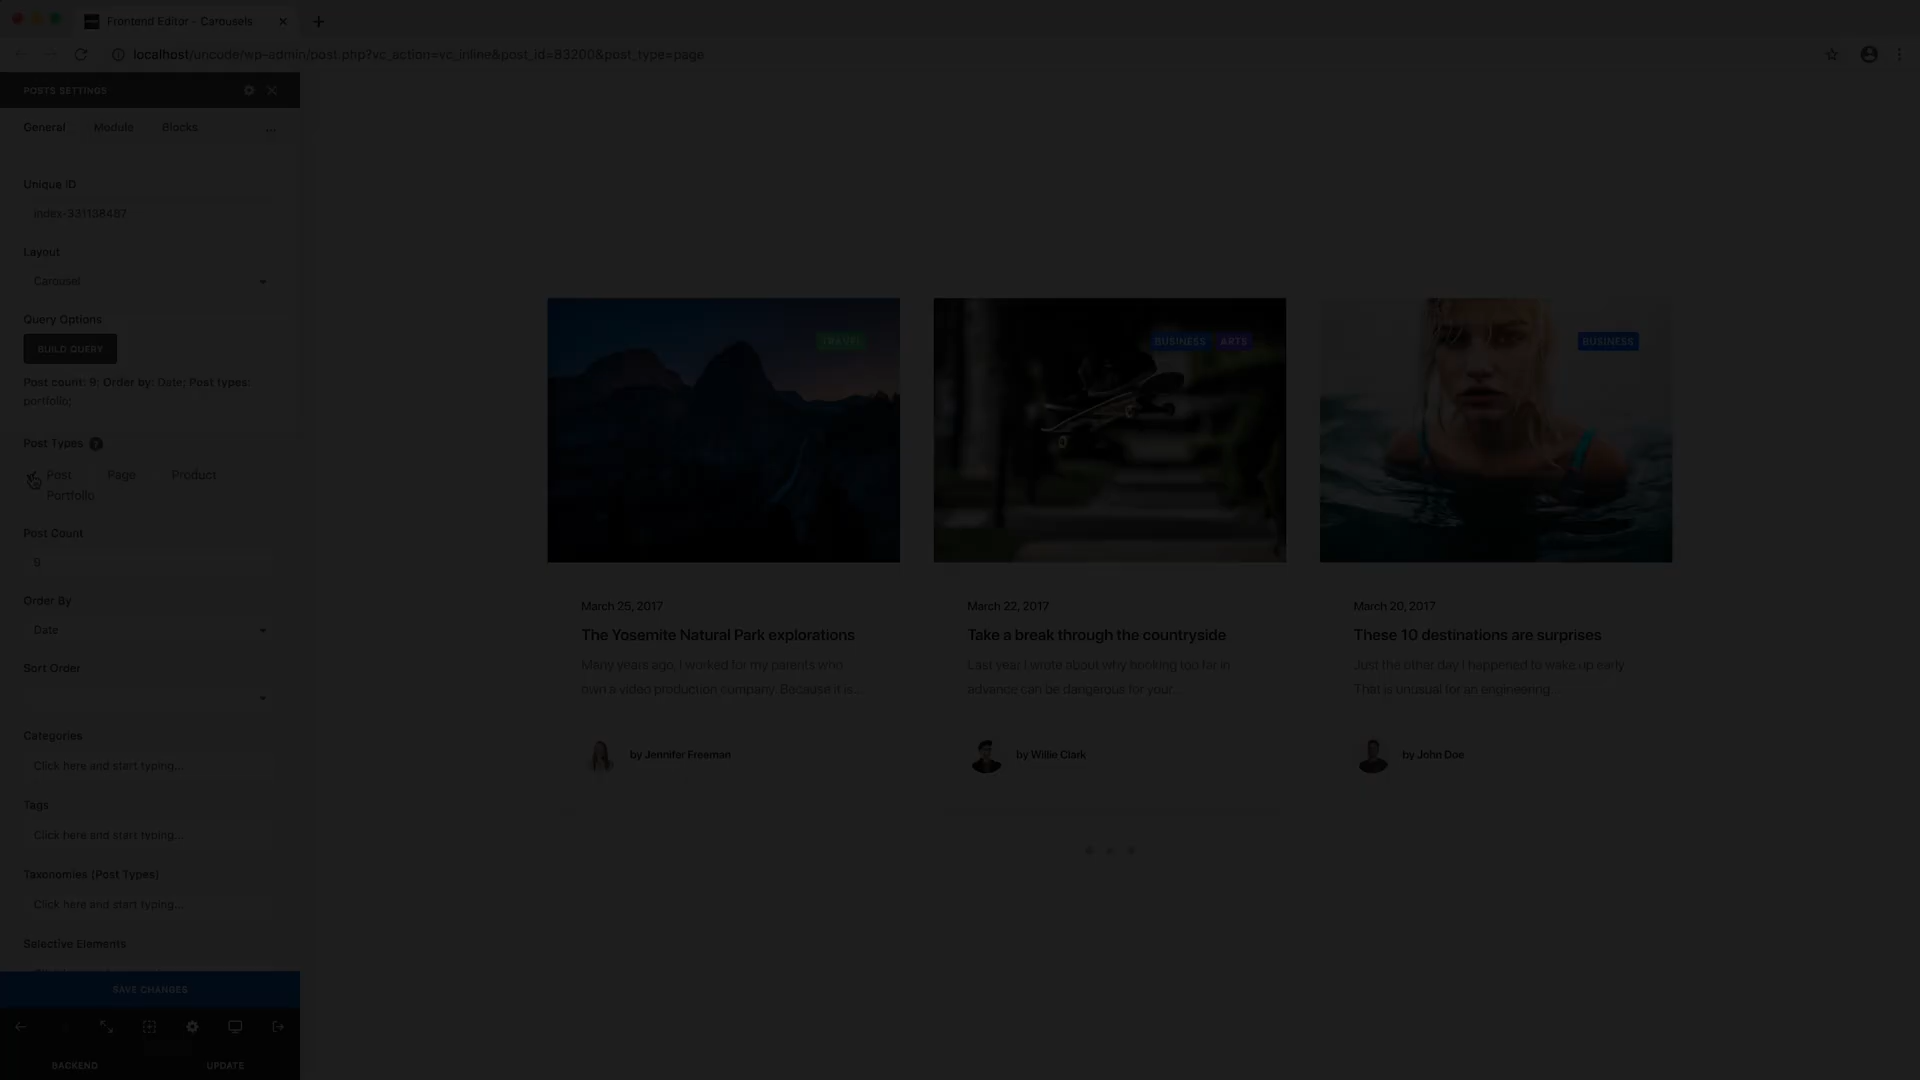 Frontend Editor - Carousels
localhost/uncode/wp-admin/post.php?vc_action=vc_inline&post_id=83200&post_type=page
POSTS SETTINGS
General Module Blocks ...
Unique ID
index-331138487
Layout
Carousel
Query Options
BUILD QUERY
Post count: 9; Order by: Date; Post types:
portfolio;
Post Types ?
Post Page Product
Portfolio
Post Count
9
Order By
Date
Sort Order
Categories
Click here and start typing...
Tags
Click here and start typing...
Taxonomies (Post Types)
Click here and start typing...
Selective Elements
SAVE CHANGES
BACKEND UPDATE
TRAVEL
March 25, 2017
The Yosemite Natural Park explorations
Many years ago, I worked for my parents who
own a video production company. Because it is...
by Jennifer Freeman
BUSINESS ARTS
March 22, 2017
Take a break through the countryside
Last year I wrote about why booking too far in
advance can be dangerous for your...
by Willie Clark
BUSINESS
March 20, 2017
These 10 destinations are surprises
Just the other day I happened to wake up early.
That is unusual for an engineering...
by John Doe